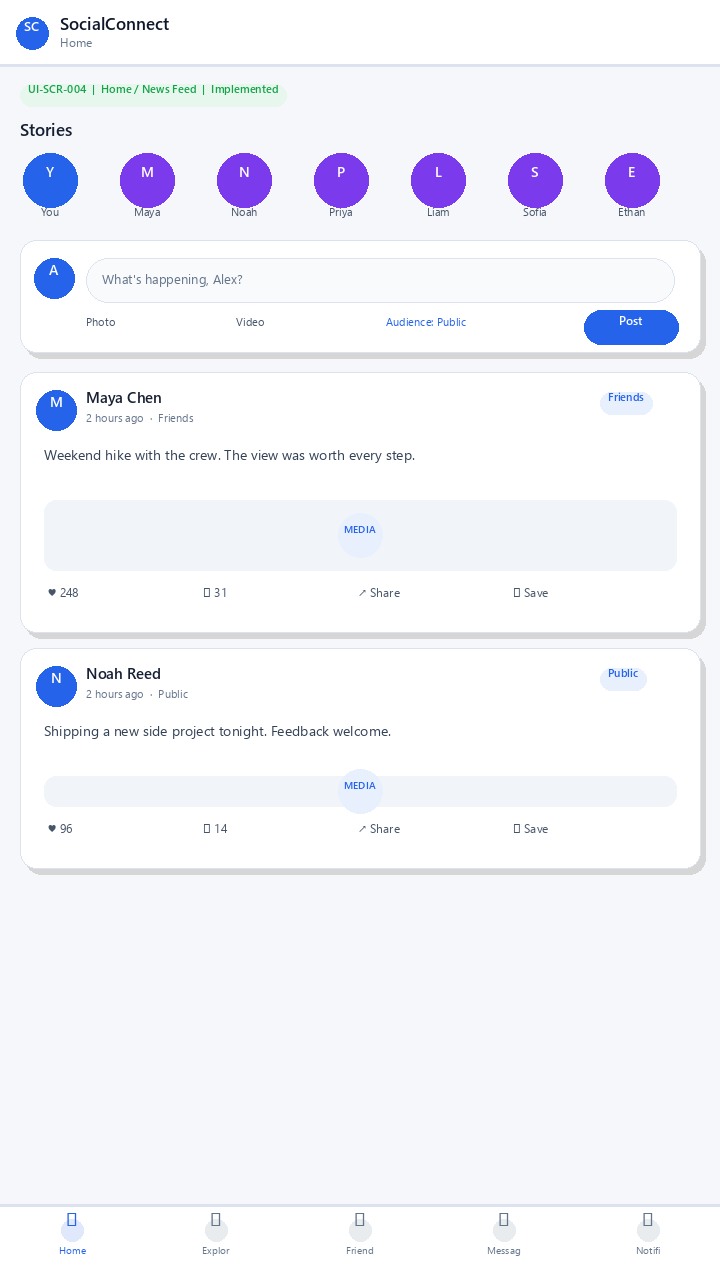 SC
SocialConnect
Home
UI-SCR-004 | Home / News Feed | Implemented
Stories
Y M N P L S E
You Maya Noah Priya Liam Sofia Ethan
A
What's happening, Alex?
Photo Video Audience: Public Post
M
Maya Chen
Friends
2 hours ago · Friends
Weekend hike with the crew. The view was worth every step.
MEDIA
♥ 248 31 ↗ Share Save
N
Noah Reed
Public
2 hours ago · Public
Shipping a new side project tonight. Feedback welcome.
MEDIA
♥ 96 14 ↗ Share Save
Home Explor Friend Messag Notifi